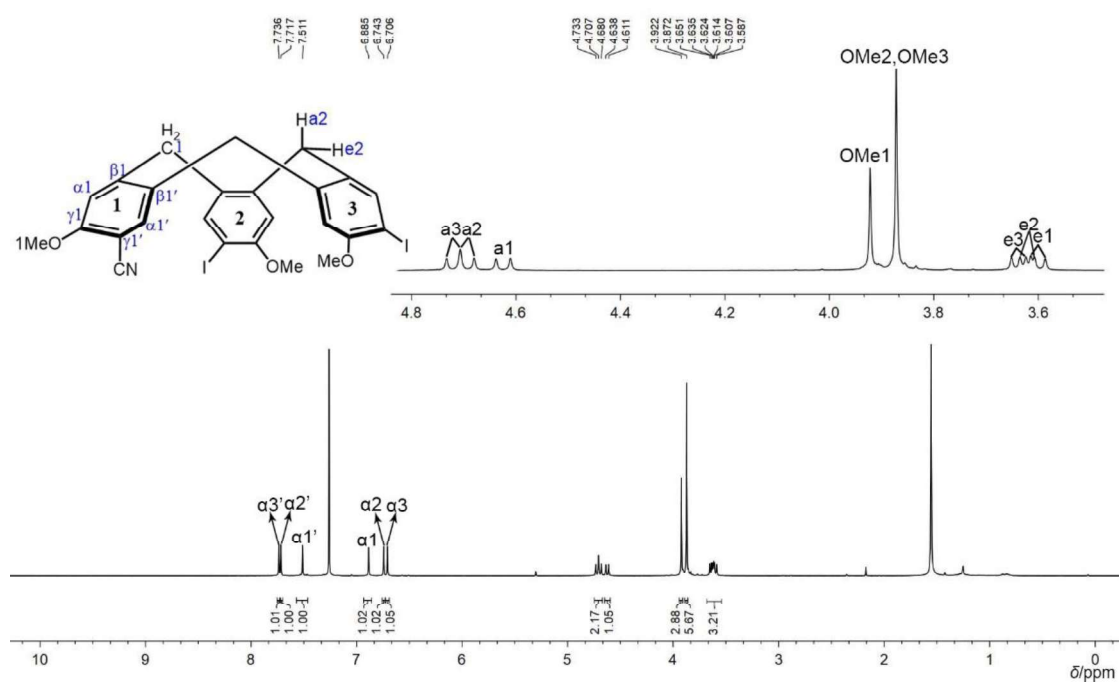 7.736
7.717
7.511
6.885
6.743
6.706
4.733
4.707
4.680
4.638
4.611
3.922
3.872
3.651
3.635
3.624
3.614
3.607
3.587
OMe2,OMe3
OMe1
Ha2
H2
C1
He2
β1
α1
β1'
1
γ1
α1'
2
3
1MeO
γ1'
I
CN
I
OMe
MeO
a3a2
a1
e3
e2
e1
4.8 4.6 4.4 4.2 4.0 3.8 3.6
α3' α2' α2 α3
α1' α1
1.01
1.00
1.00
1.02
1.02
1.05
2.17
1.05
2.88
5.67
3.21
10 9 8 7 6 5 4 3 2 1 0
δ/ppm